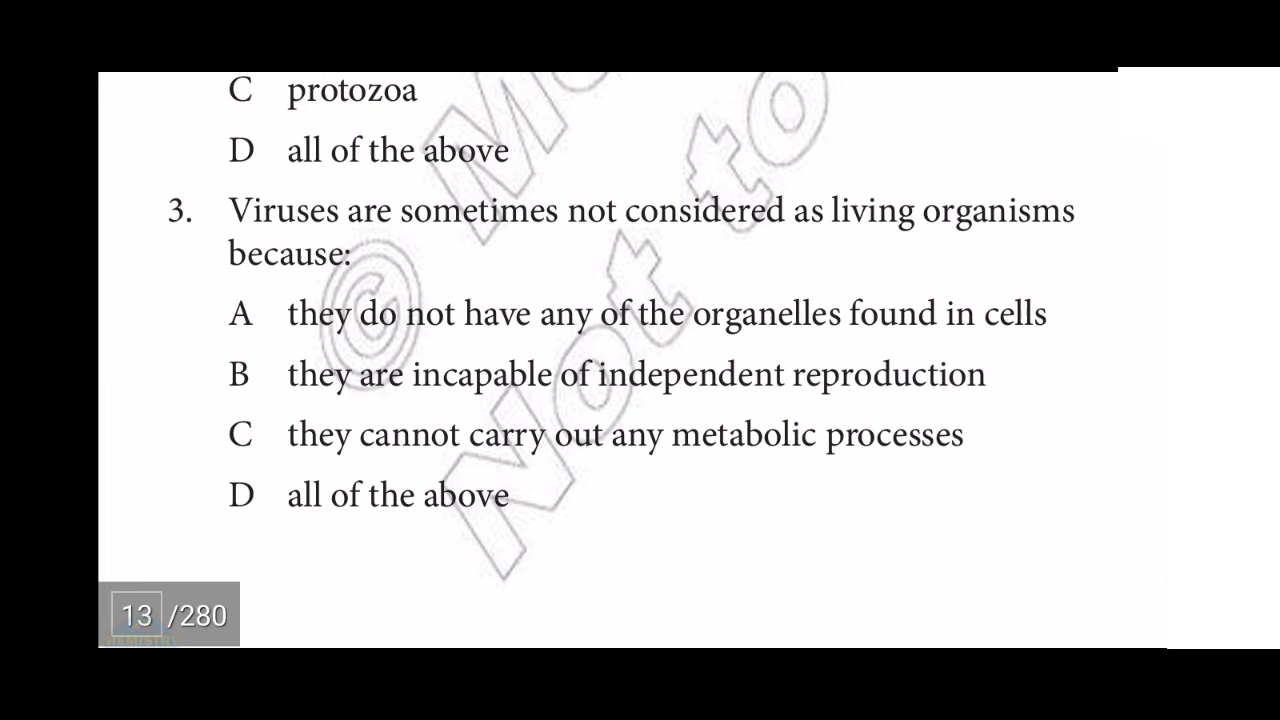 C protozoa
D all of the above
3. Viruses are sometimes not considered as living organisms
because:
A they do not have any of the organelles found in cells
B they are incapable of independent reproduction
C they cannot carry out any metabolic processes
D all of the above
© M
Not to
13 /280